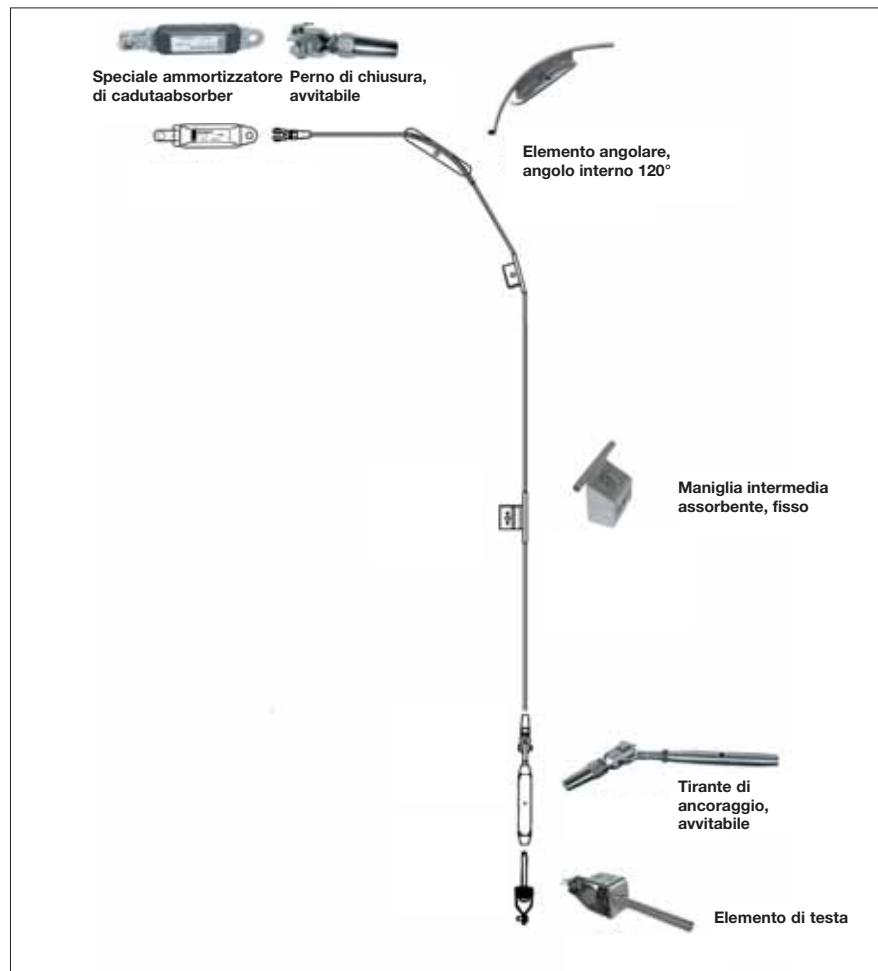 Speciale ammortizzatore
di cadutaabsorber
Perno di chiusura,
avvitabile
Elemento angolare,
angolo interno 120°
Maniglia intermedia
assorbente, fisso
Tirante di
ancoraggio,
avvitabile
Elemento di testa